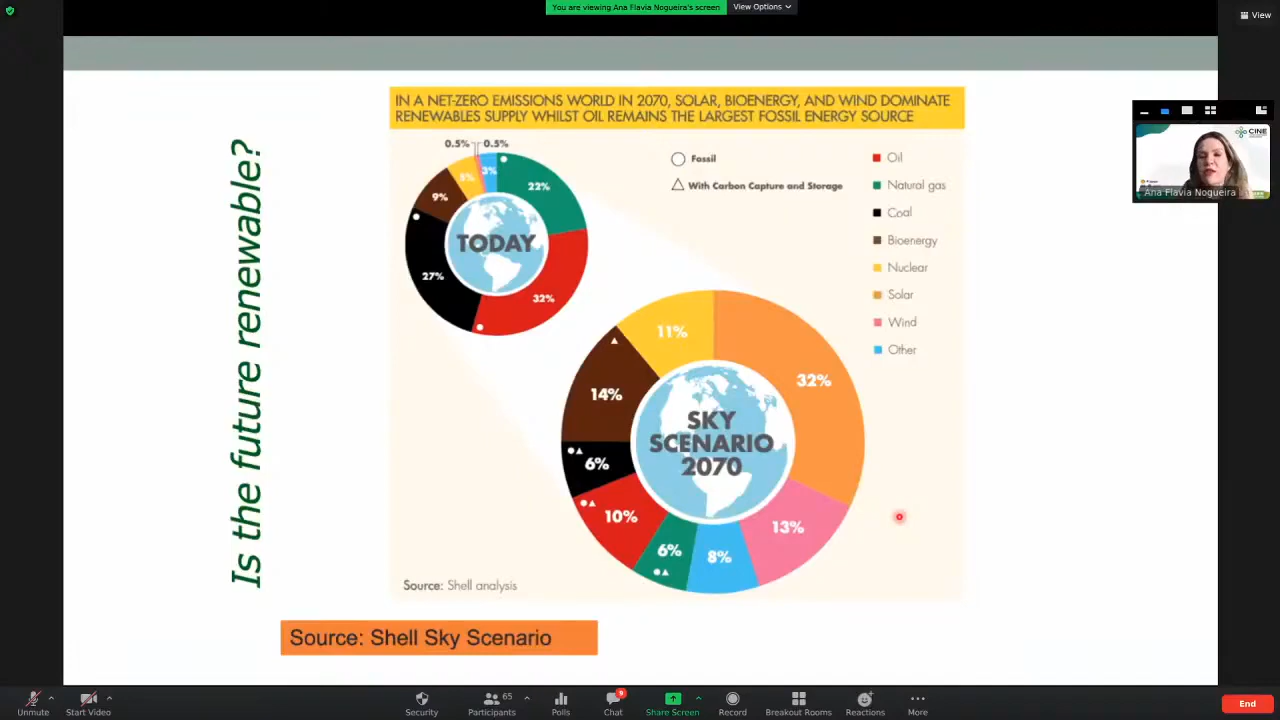 You are viewing Ana Flavia Nogueira's screen
View Options
View
IN A NET-ZERO EMISSIONS WORLD IN 2070, SOLAR, BIOENERGY, AND WIND DOMINATE
RENEWABLES SUPPLY WHILST OIL REMAINS THE LARGEST FOSSIL ENERGY SOURCE
Is the future renewable?
0.5%
0.5%
5%
3%
22%
9%
27%
32%
TODAY
Fossil
With Carbon Capture and Storage
Oil
Natural gas
Coal
Bioenergy
Nuclear
Solar
Wind
Other
CINE
Ana Flavia Nogueira
11%
32%
14%
6%
10%
6%
8%
13%
SKY
SCENARIO
2070
Source: Shell analysis
Source: Shell Sky Scenario
Unmute
Start Video
Security
Participants
65
Polls
Chat
9
Share Screen
Record
Breakout Rooms
Reactions
More
End